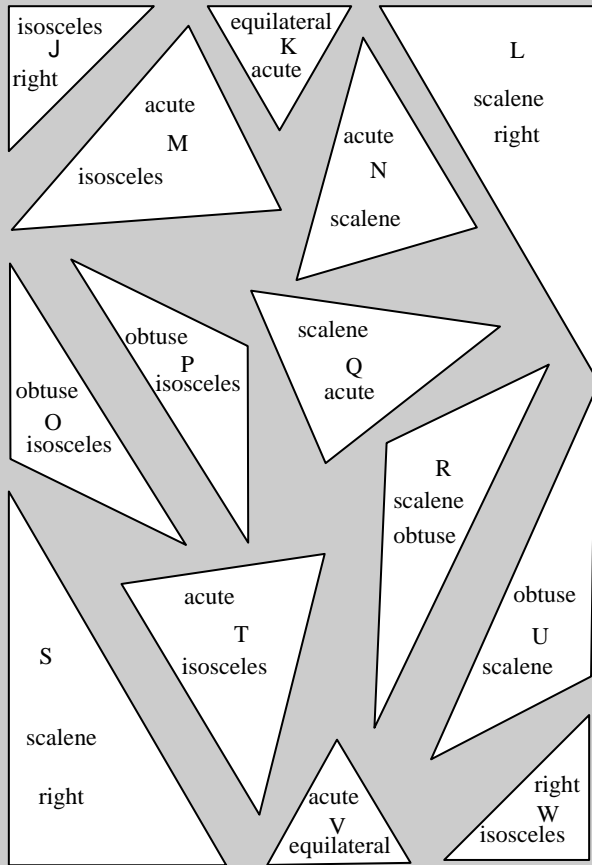 isosceles
J
right
equilateral
K
acute
L
scalene
right
acute
M
isosceles
acute
N
scalene
obtuse
O
isosceles
obtuse
P
isosceles
scalene
Q
acute
R
scalene
obtuse
S
scalene
right
acute
T
isosceles
obtuse
U
scalene
acute
V
equilateral
right
W
isosceles